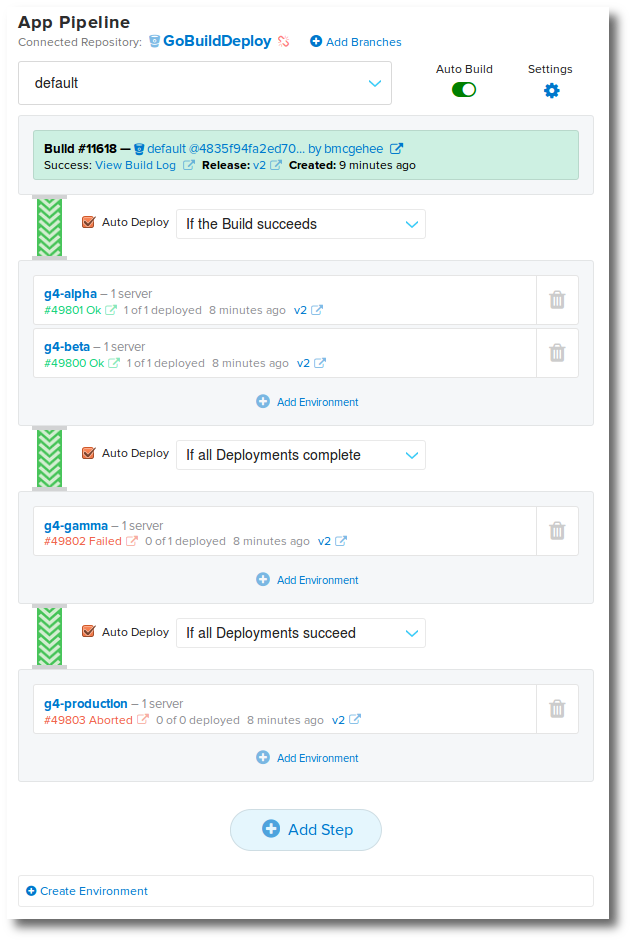 App Pipeline
Connected Repository: GoBuildDeploy Add Branches
default
Auto Build
Settings
Build #11618 — default @4835f94fa2ed70... by bmcgehee
Success: View Build Log Release: v2 Created: 9 minutes ago
Auto Deploy If the Build succeeds
g4-alpha – 1 server
#49801 Ok 1 of 1 deployed 8 minutes ago v2
g4-beta – 1 server
#49800 Ok 1 of 1 deployed 8 minutes ago v2
Add Environment
Auto Deploy If all Deployments complete
g4-gamma – 1 server
#49802 Failed 0 of 1 deployed 8 minutes ago v2
Add Environment
Auto Deploy If all Deployments succeed
g4-production – 1 server
#49803 Aborted 0 of 0 deployed 8 minutes ago v2
Add Environment
Add Step
Create Environment